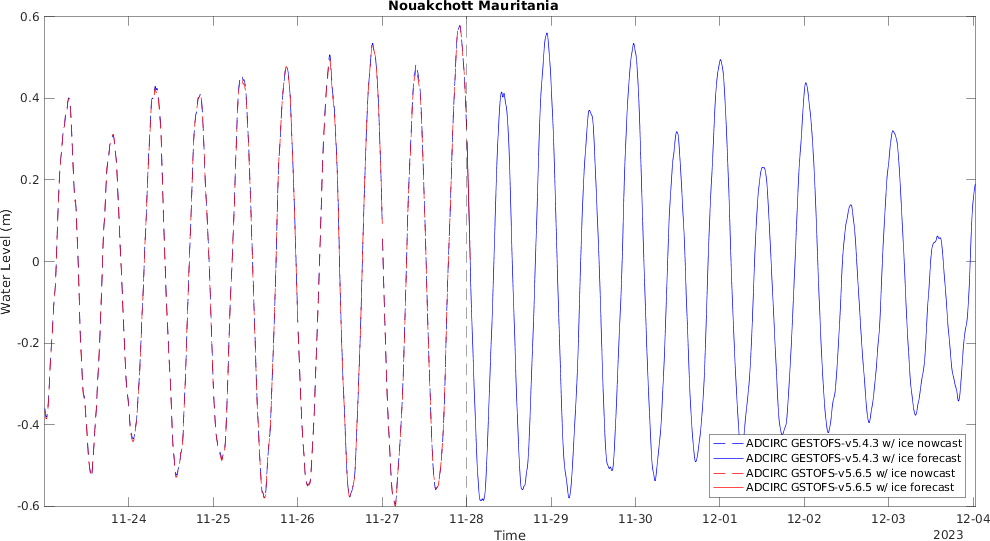 Nouakchott Mauritania
Water Level (m)
0.6
0.4
0.2
0
-0.2
-0.4
-0.6
ADCIRC GESTOFS-v5.4.3 w/ ice nowcast
ADCIRC GESTOFS-v5.4.3 w/ ice forecast
ADCIRC GSTOFS-v5.6.5 w/ ice nowcast
ADCIRC GSTOFS-v5.6.5 w/ ice forecast
11-24 11-25 11-26 11-27 11-28 11-29 11-30 12-01 12-02 12-03 12-04
Time
2023